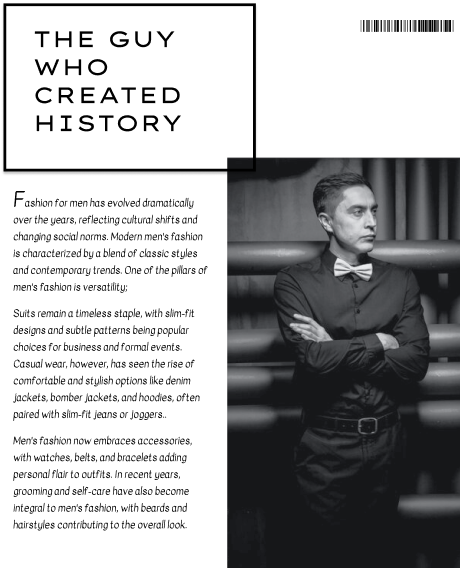 THE GUY
WHO
CREATED
HISTORY
Fashion for men has evolved dramatically
over the years, reflecting cultural shifts and
changing social norms. Modern men's fashion
is characterized by a blend of classic styles
and contemporary trends. One of the pillars of
men's fashion is versatility;
Suits remain a timeless staple, with slim-fit
designs and subtle patterns being popular
choices for business and formal events.
Casual wear, however, has seen the rise of
comfortable and stylish options like denim
jackets, bomber jackets, and hoodies, often
paired with slim-fit jeans or joggers..
Men's fashion now embraces accessories,
with watches, belts, and bracelets adding
personal flair to outfits. In recent years,
grooming and self-care have also become
integral to men's fashion, with beards and
hairstyles contributing to the overall look.